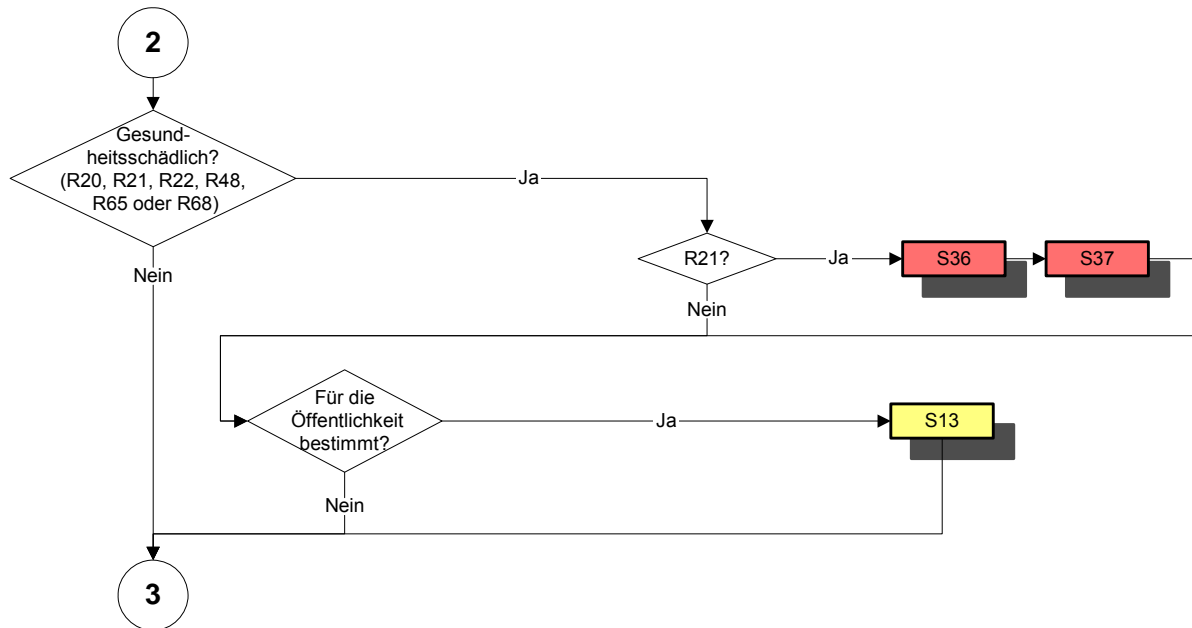 2
Gesund-
heitsschädlich?
(R20, R21, R22, R48,
R65 oder R68)
Ja
R21?
Ja
S36
S37
Nein
Nein
Für die
Öffentlichkeit
bestimmt?
Ja
S13
Nein
3